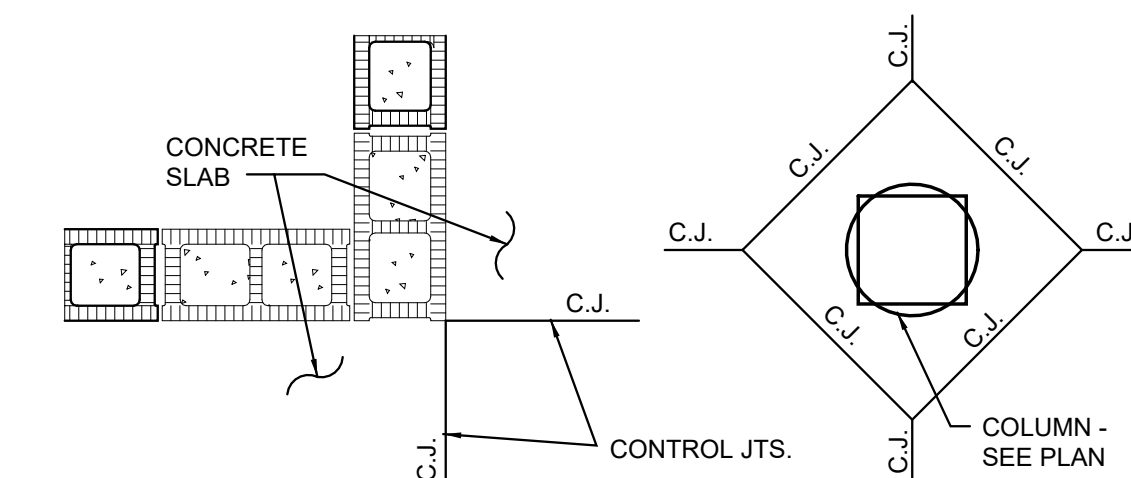 CONCRETE
SLAB
C.J.
C.J.
CONTROL JTS.
C.J.
C.J.
C.J.
C.J.
C.J.
C.J.
C.J.
C.J.
COLUMN -
SEE PLAN